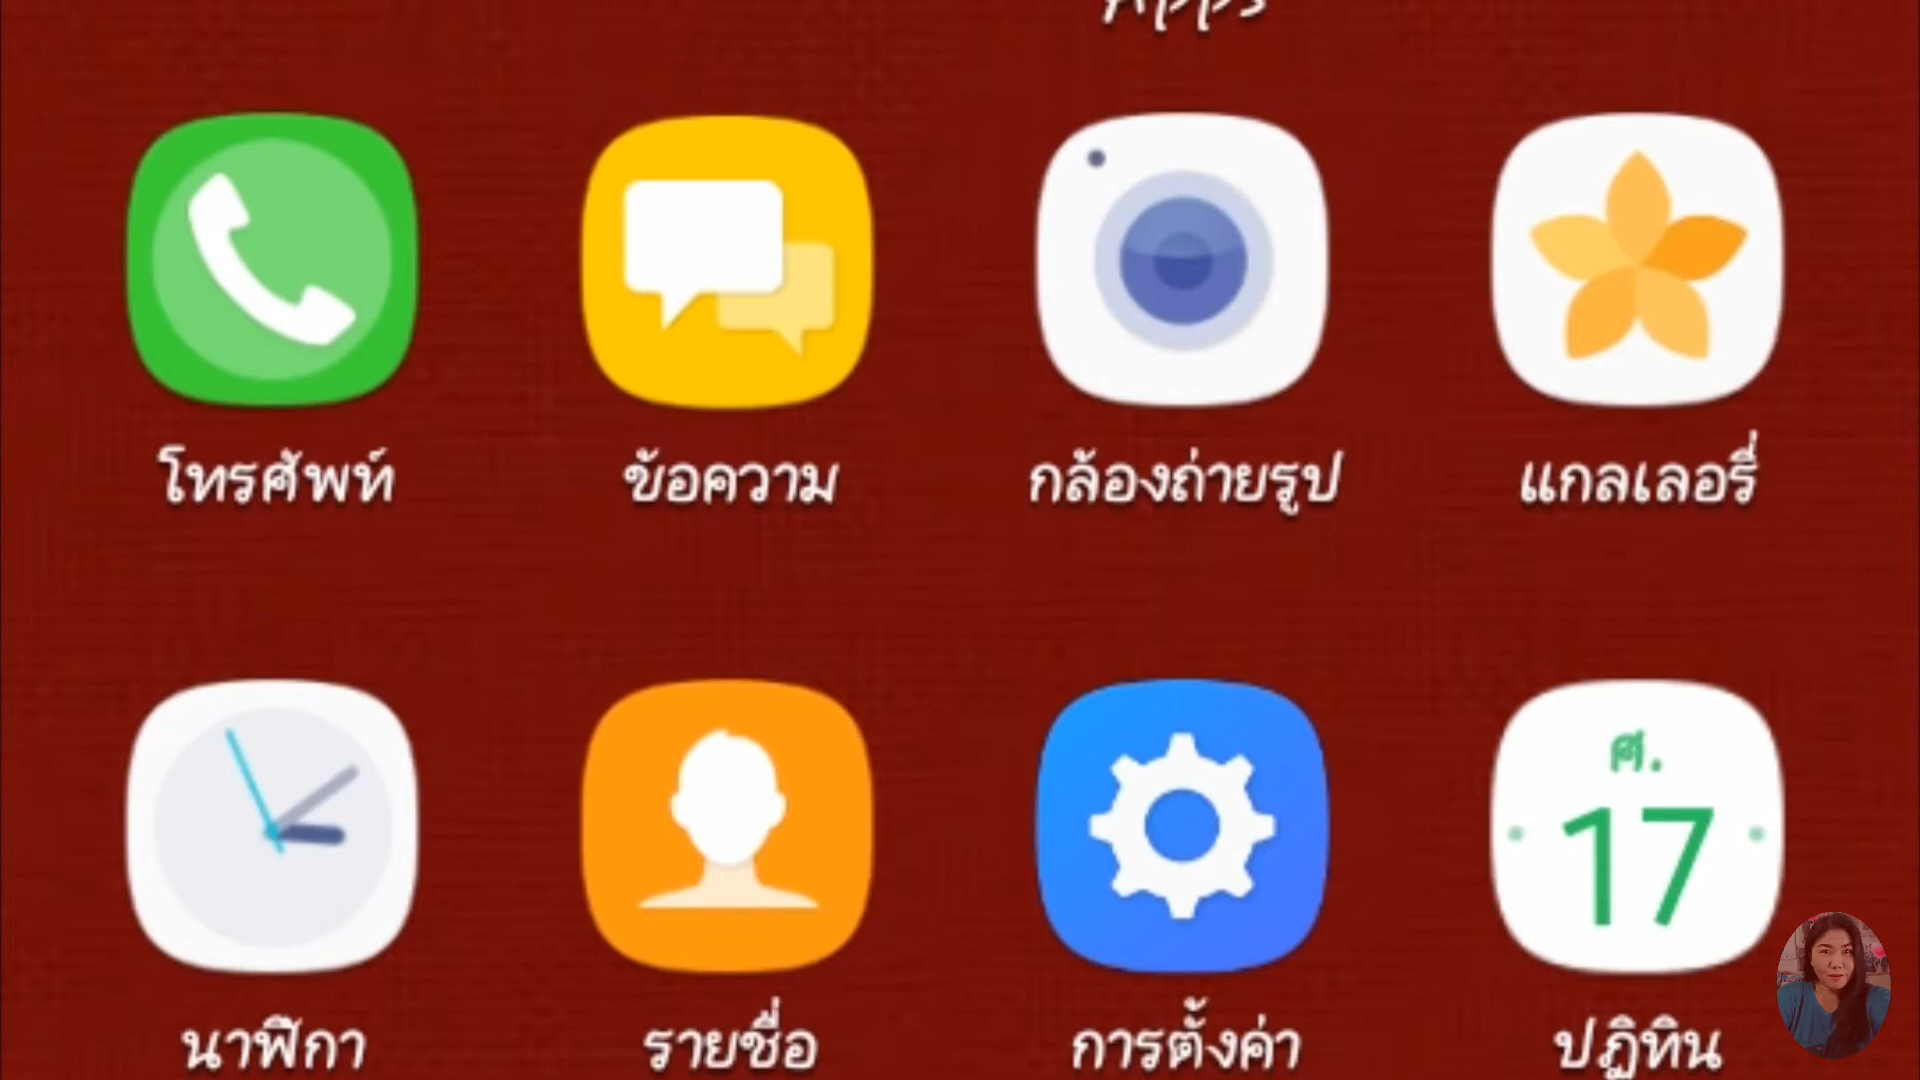 Apps
โทรศัพท์
ข้อความ
กล้องถ่ายรูป
แกลเลอรี่
ศ.
17
นาฬิกา
รายชื่อ
การตั้งค่า
ปฏิทิน